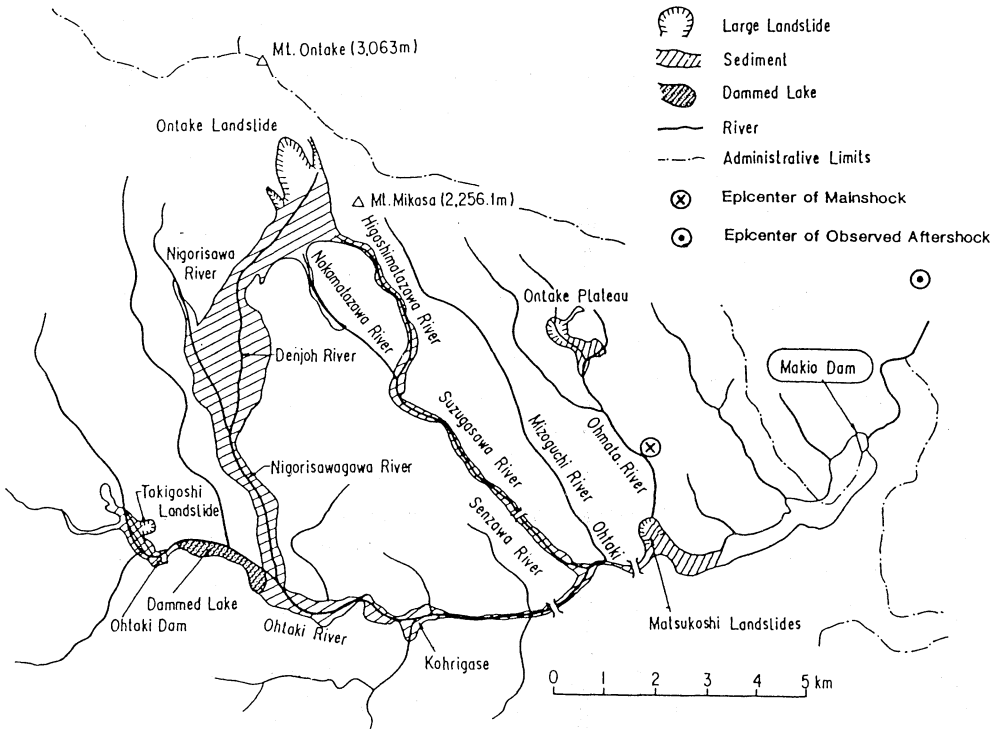 Mt. Ontake (3,063m)
Ontake Landslide
Mt. Mikasa (2,256.1m)
Large Landslide
Sediment
Dammed Lake
River
Administrative Limits
Epicenter of Mainshock
Epicenter of Observed Aftershock
Nigorisawa
River
Higashimatazawa River
Nakamatazawa River
Ontake Plateau
Denjoh River
Makio Dam
Suzugasawa River
Mizoguchi River
Ohmata River
Nigorisawagawa River
Takigoshi
Landslide
Senzawa River
Ohtaki
Dammed Lake
Ohtaki Dam
Ohtaki River
Kohrigase
Matsukoshi Landslides
0 1 2 3 4 5 km